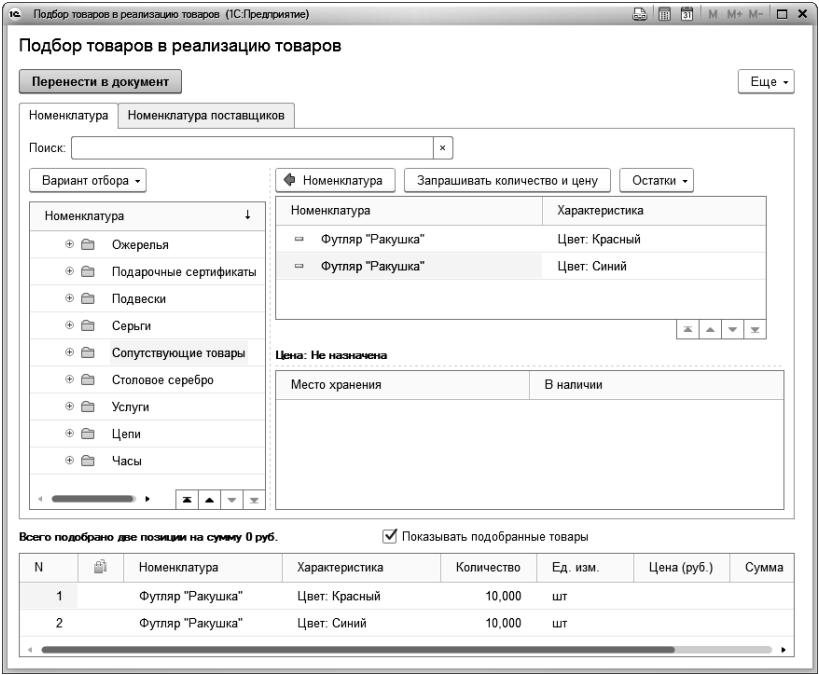 Подбор товаров в реализацию товаров (1С:Предприятие)
M M+ M-
Подбор товаров в реализацию товаров
Перенести в документ
Еще
Номенклатура
Номенклатура поставщиков
Поиск:
Вариант отбора
Номенклатура
Запрашивать количество и цену
Остатки
Номенклатура
Ожерелья
Подарочные сертификаты
Подвески
Серьги
Сопутствующие товары
Столовое серебро
Услуги
Цепи
Часы
Номенклатура Характеристика
Футляр "Ракушка" Цвет: Красный
Футляр "Ракушка" Цвет: Синий
Цена: Не назначена
Место хранения В наличии
Всего подобрано две позиции на сумму 0 руб.
Показывать подобранные товары
N Номенклатура Характеристика Количество Ед. изм. Цена (руб.) Сумма
1 Футляр "Ракушка" Цвет: Красный 10,000 шт
2 Футляр "Ракушка" Цвет: Синий 10,000 шт